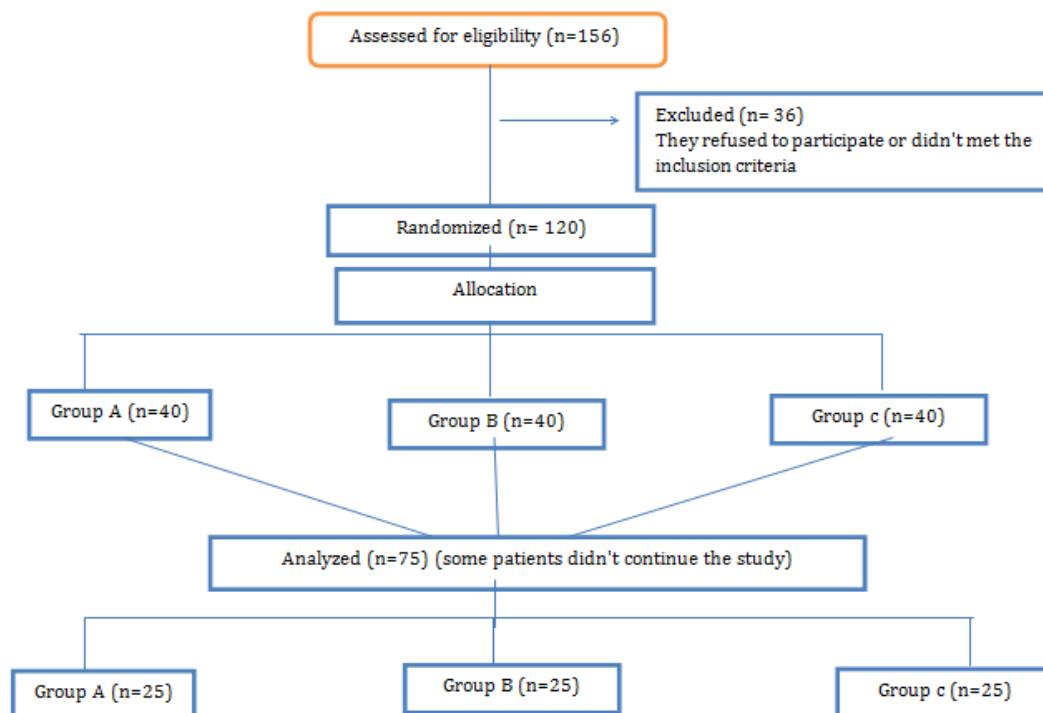 Assessed for eligibility (n=156)
Excluded (n= 36)
They refused to participate or didn't met the
inclusion criteria
Randomized (n= 120)
Allocation
Group A (n=40)
Group B (n=40)
Group c (n=40)
Analyzed (n=75) (some patients didn't continue the study)
Group A (n=25)
Group B (n=25)
Group c (n=25)